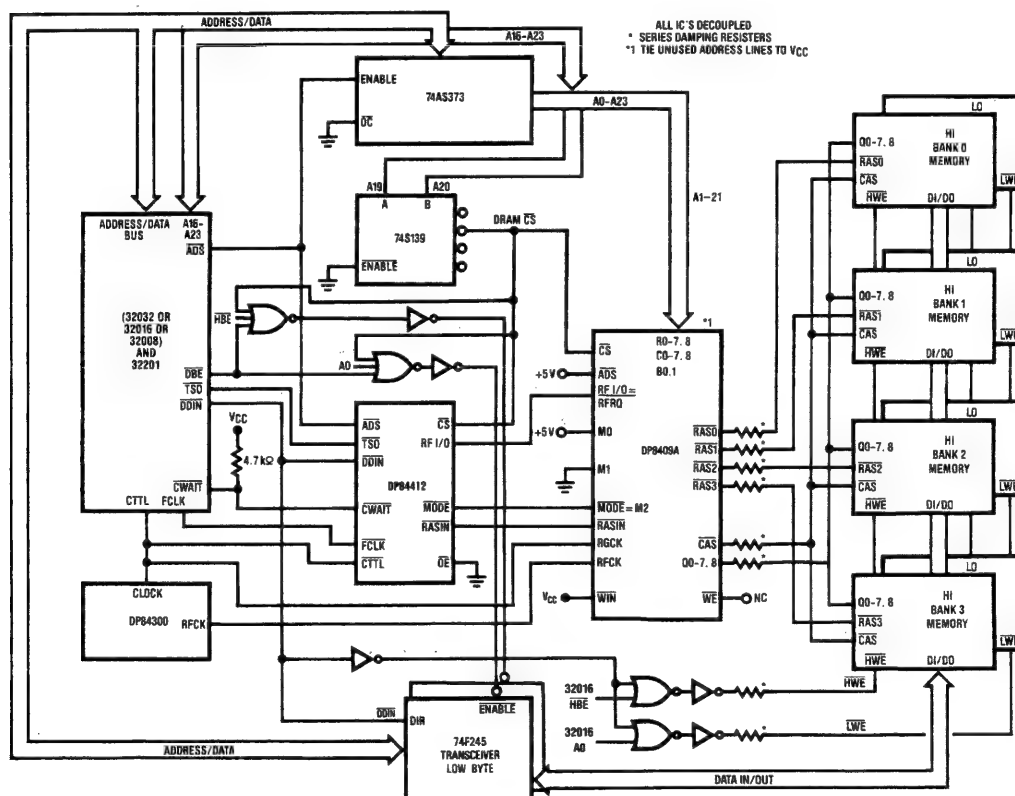 ADDRESS/DATA
A16-A23
ALL IC'S DECOUPLED
* SERIES DAMPING RESISTERS
*1 TIE UNUSED ADDRESS LINES TO VCC
ENABLE
74AS373
OC
A0-A23
A19
A20
A
B
74S139
ENABLE
DRAM CS
A1-21
ADDRESS/DATA
BUS
A16-
A23
ADS
(32032 OR
32016 OR
32008)
AND
32201
HBE
DBE
TSO
DDIN
VCC
4.7kΩ
CWAIT
CTTL
FCLK
A0
ADS
TSO
DDIN
CWAIT
FCLK
CTTL
DP84412
CS
RF I/O
MODE
RASIN
OE
CLOCK
DP84300
RFCK
*1
R0-7. 8
C0-7. 8
B0.1
CS
+5V
ADS
RF I/O=
RFRQ
+5V
M0
M1
DP8409A
MODE=M2
RASIN
RGCK
RFCK
VCC
WIN
RAS0
*
RAS1
*
RAS2
*
RAS3
*
CAS
*
Q0-7. 8
*
WE
NC
LO
HI
BANK 0
MEMORY
Q0-7. 8
RAS0
CAS
HWE
DI/DO
LWE
LO
HI
BANK 1
MEMORY
Q0-7. 8
RAS1
CAS
HWE
DI/DO
LWE
LO
HI
BANK 2
MEMORY
Q0-7. 8
RAS2
CAS
HWE
DI/DO
LWE
LO
HI
BANK 3
MEMORY
Q0-7. 8
RAS3
CAS
HWE
DI/DO
LWE
32016
HBE
*
HWE
32016
A0
*
LWE
DDIN
DIR
ENABLE
74F245
TRANSCEIVER
LOW BYTE
ADDRESS/DATA
DATA IN/OUT